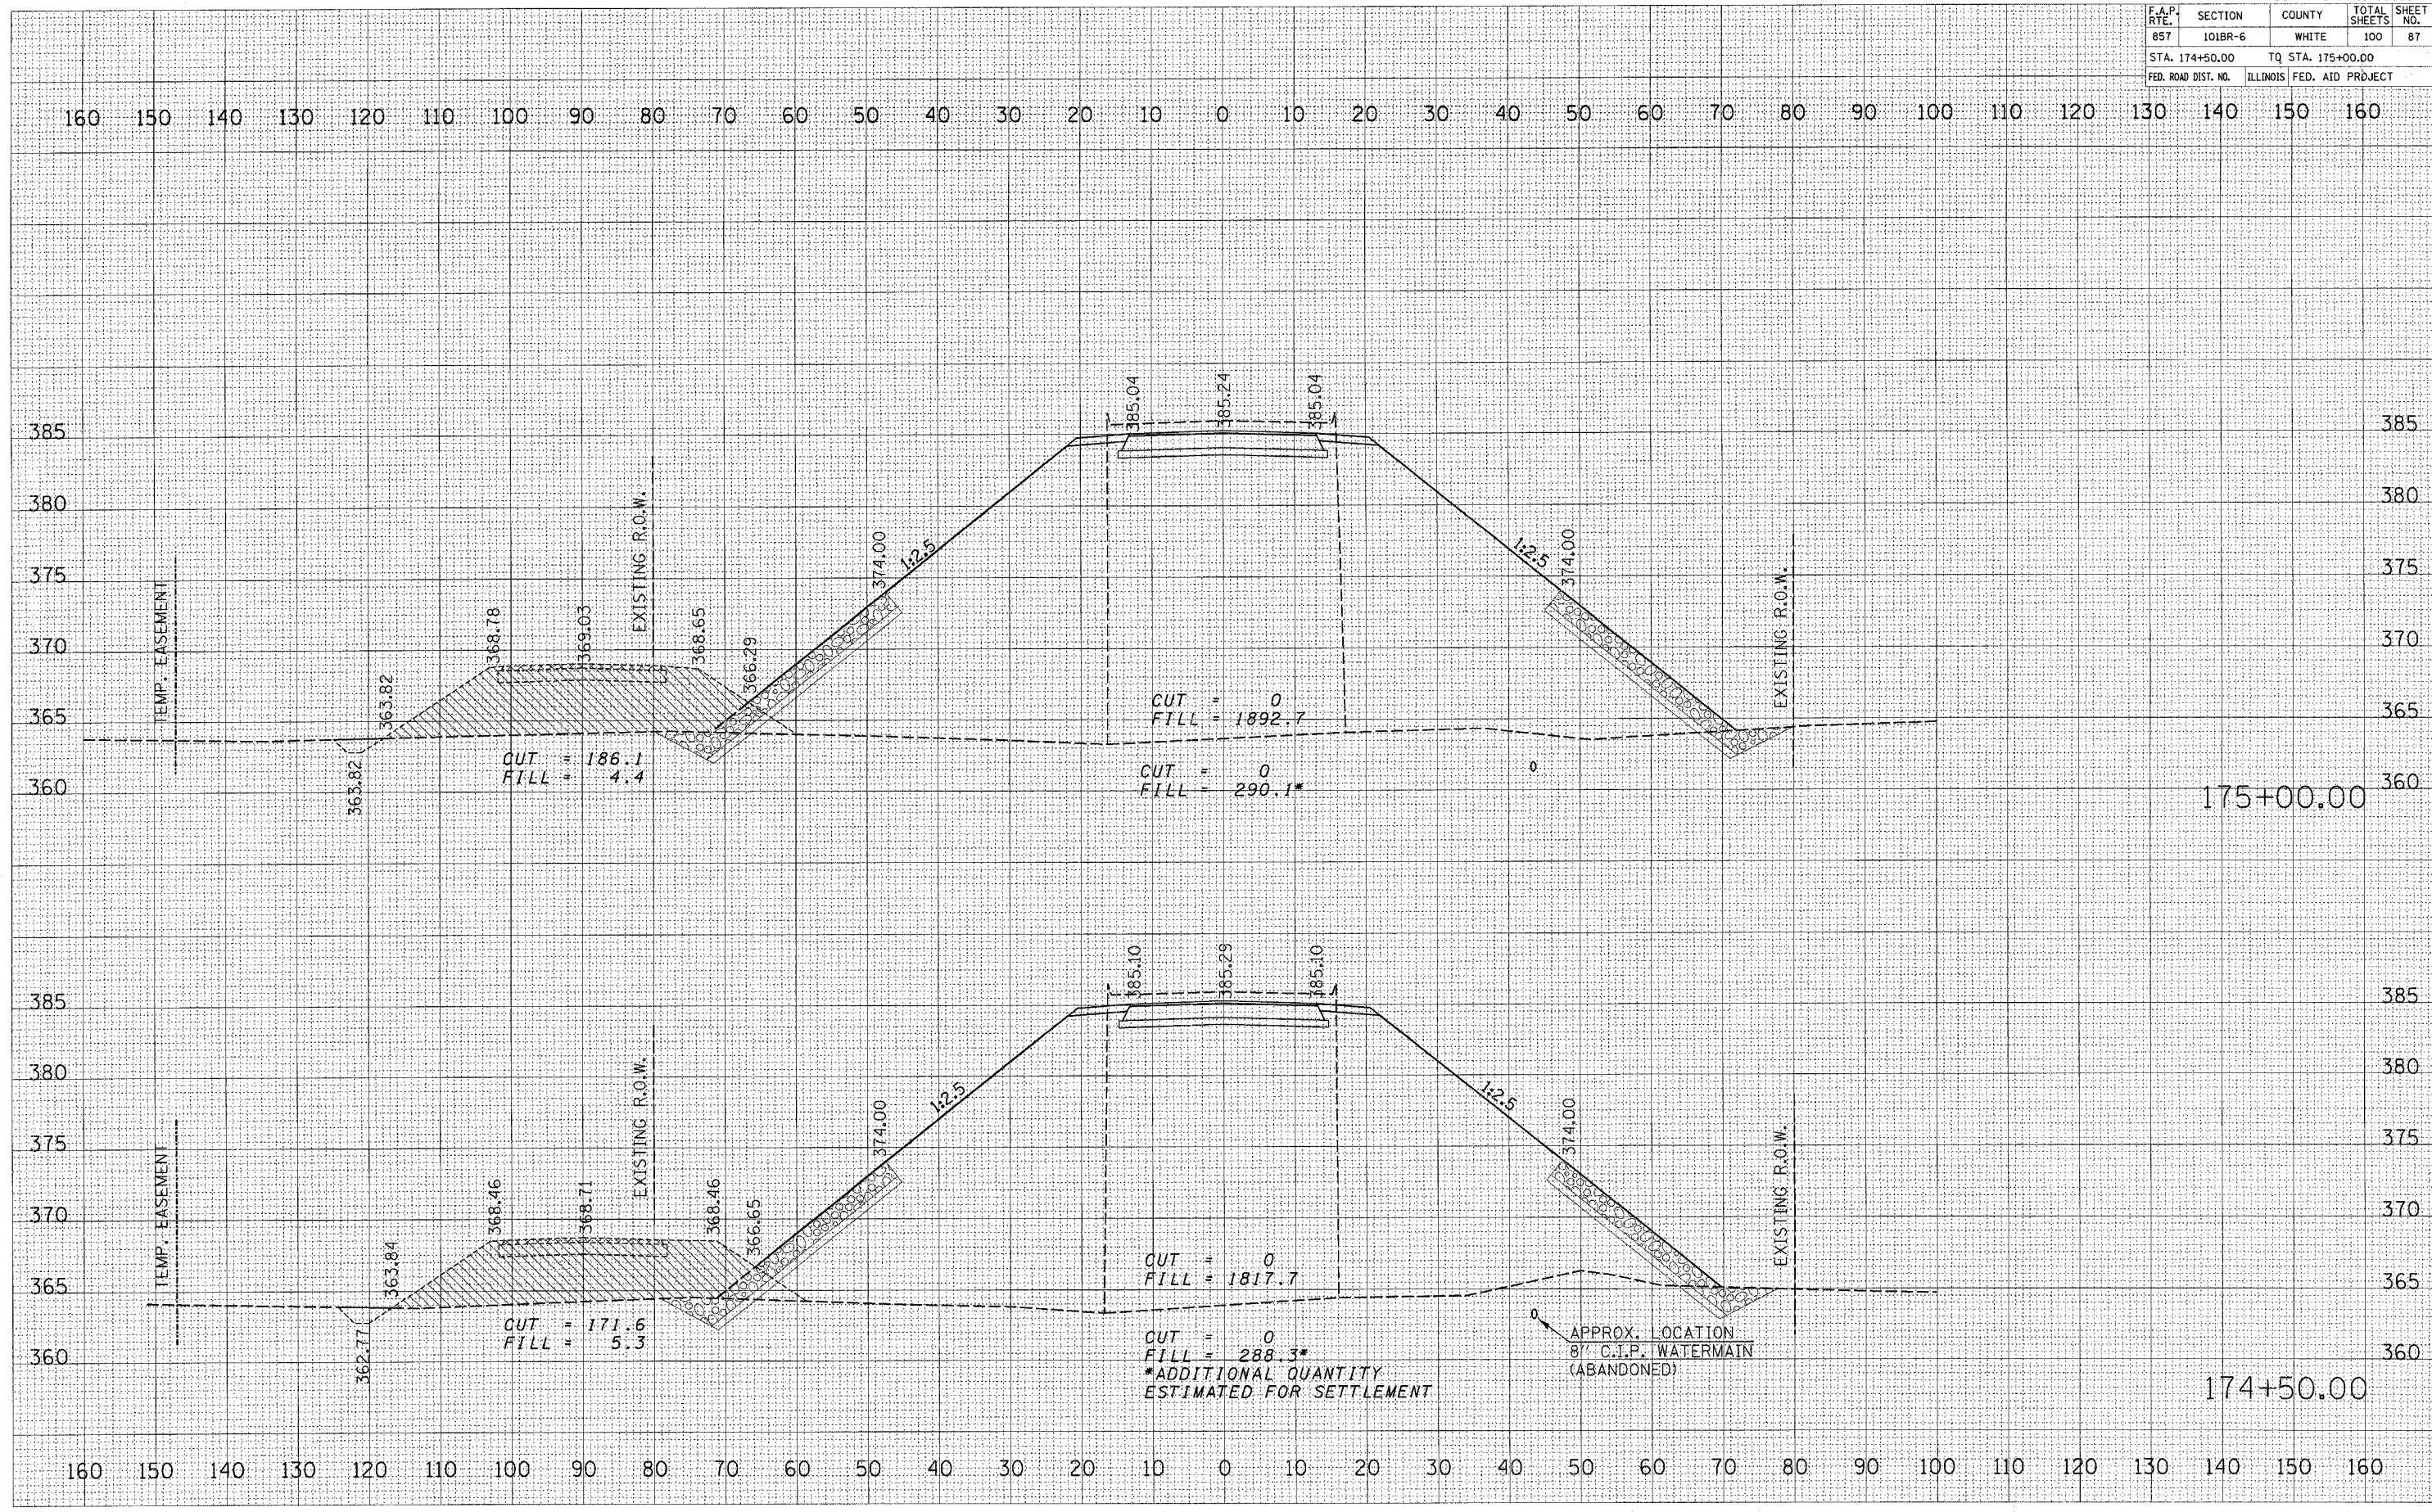 F.A.P. RTE. SECTION COUNTY TOTAL SHEETS SHEET NO.
857 101BR-6 WHITE 100 87
STA. 174+50.00 TO STA. 175+00.00
FED. ROAD DIST. NO. ILLINOIS FED. AID PROJECT
160 150 140 130 120 110 100 90 80 70 60 50 40 30 20 10 0 10 20 30 40 50 60 70 80 90 100 110 120 130 140 150 160
385.04 385.24 385.04
385 385
380 380
EXISTING R.O.W.
1:2.5 374.00
1:2.5 374.00
375 375
TEMP. EASEMENT
EXISTING R.O.W.
363.82 368.78 369.03 368.65 366.29
370 370
365 365
CUT = 0
FILL = 1892.7
CUT = 186.1
FILL = 4.4
363.82
CUT = 0
FILL = 290.1*
360 360
175+00.00
385.10 385.29 385.10
385 385
380 380
EXISTING R.O.W.
1:2.5 374.00
1:2.5 374.00
375 375
TEMP. EASEMENT
EXISTING R.O.W.
363.84 368.46 368.71 368.46 366.65
370 370
365 365
CUT = 0
FILL = 1817.7
CUT = 171.6
FILL = 5.3
362.77
CUT = 0
FILL = 288.3*
*ADDITIONAL QUANTITY
ESTIMATED FOR SETTLEMENT
APPROX. LOCATION
8" C.I.P. WATERMAIN
(ABANDONED)
360 360
174+50.00
160 150 140 130 120 110 100 90 80 70 60 50 40 30 20 10 0 10 20 30 40 50 60 70 80 90 100 110 120 130 140 150 160